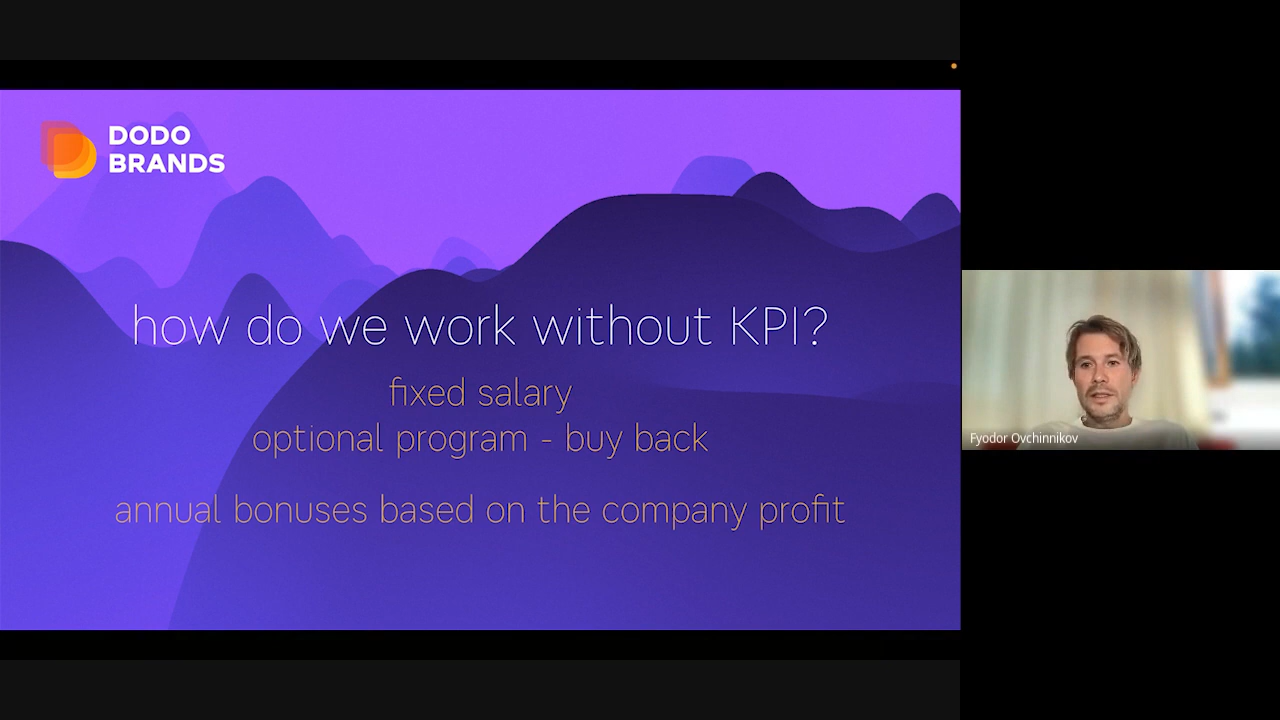 DODO
BRANDS
how do we work without KPI?
fixed salary
optional program - buy back
annual bonuses based on the company profit
Fyodor Ovchinnikov